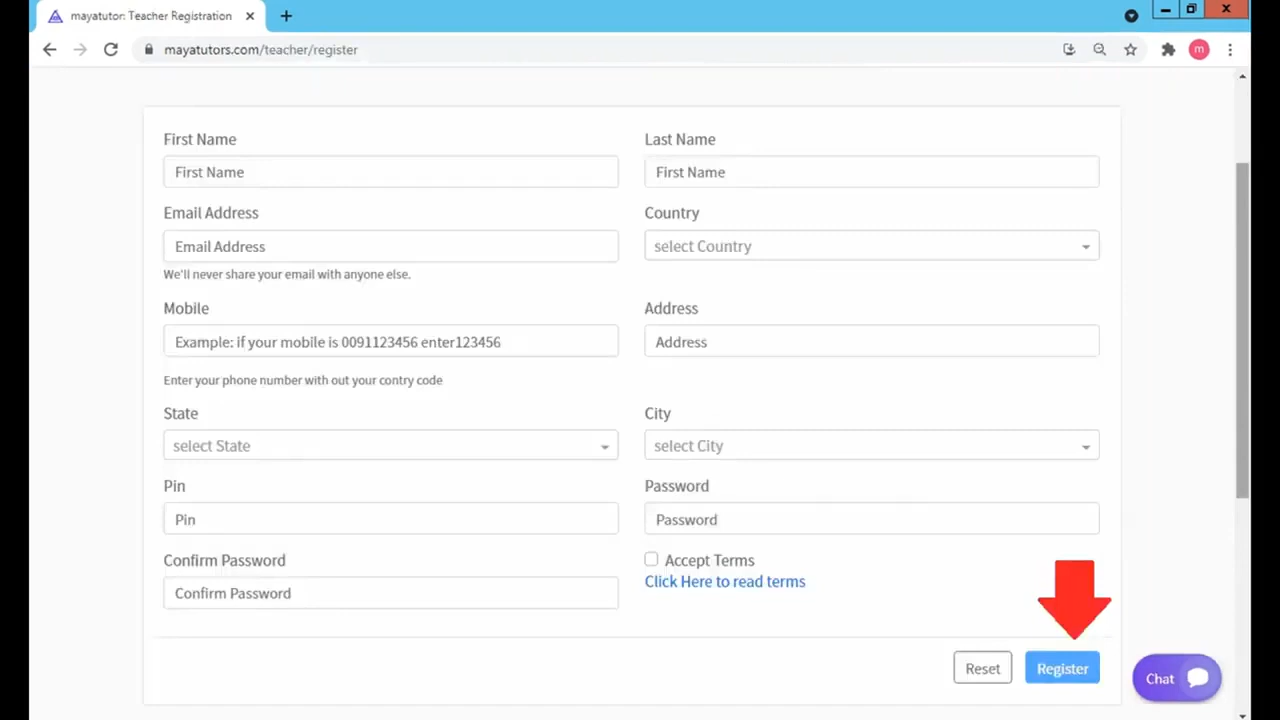 mayatutor: Teacher Registration
mayatutors.com/teacher/register
m
First Name
Last Name
First Name
First Name
Email Address
Country
Email Address
select Country
We'll never share your email with anyone else.
Mobile
Address
Example: if your mobile is 0091123456 enter123456
Address
Enter your phone number with out your contry code
State
City
select State
select City
Pin
Password
Pin
Password
Confirm Password
Accept Terms
Click Here to read terms
Confirm Password
Reset
Register
Chat